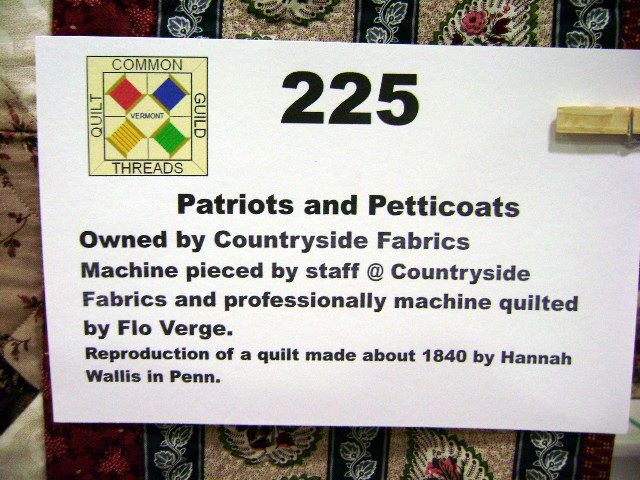 COMMON
QUILT
GUILD
VERMONT
THREADS
225
Patriots and Petticoats
Owned by Countryside Fabrics
Machine pieced by staff @ Countryside
Fabrics and professionally machine quilted
by Flo Verge.
Reproduction of a quilt made about 1840 by Hannah
Wallis in Penn.